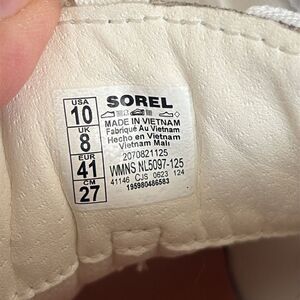 USA
10
UK
8
EUR
41
CM
27
SOREL
MADE IN VIETNAM
Fabriqué Au Vietnam
Hecho en Vietnam
Vietnam Mali
2070821125
WMNS NL5097-125
41146 CJS 0623 124
195980486583